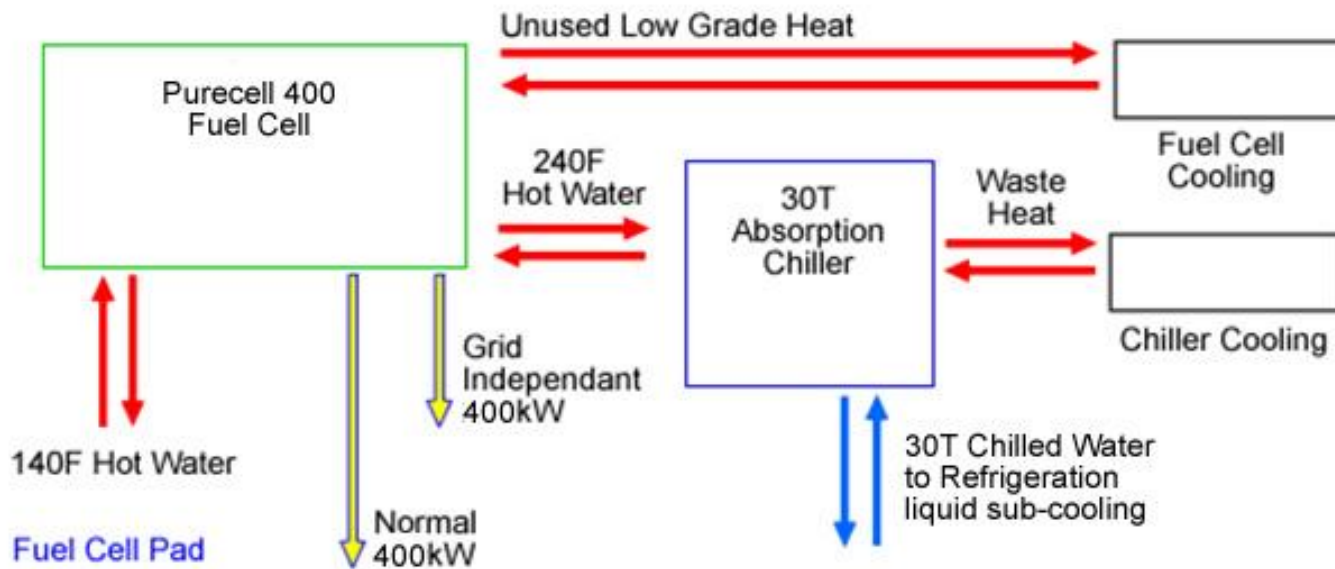 Unused Low Grade Heat
Purecell 400
Fuel Cell
Fuel Cell
Cooling
240F
Hot Water
30T
Absorption
Chiller
Waste
Heat
Chiller Cooling
Grid
Independant
400kW
140F Hot Water
30T Chilled Water
to Refrigeration
liquid sub-cooling
Normal
400kW
Fuel Cell Pad